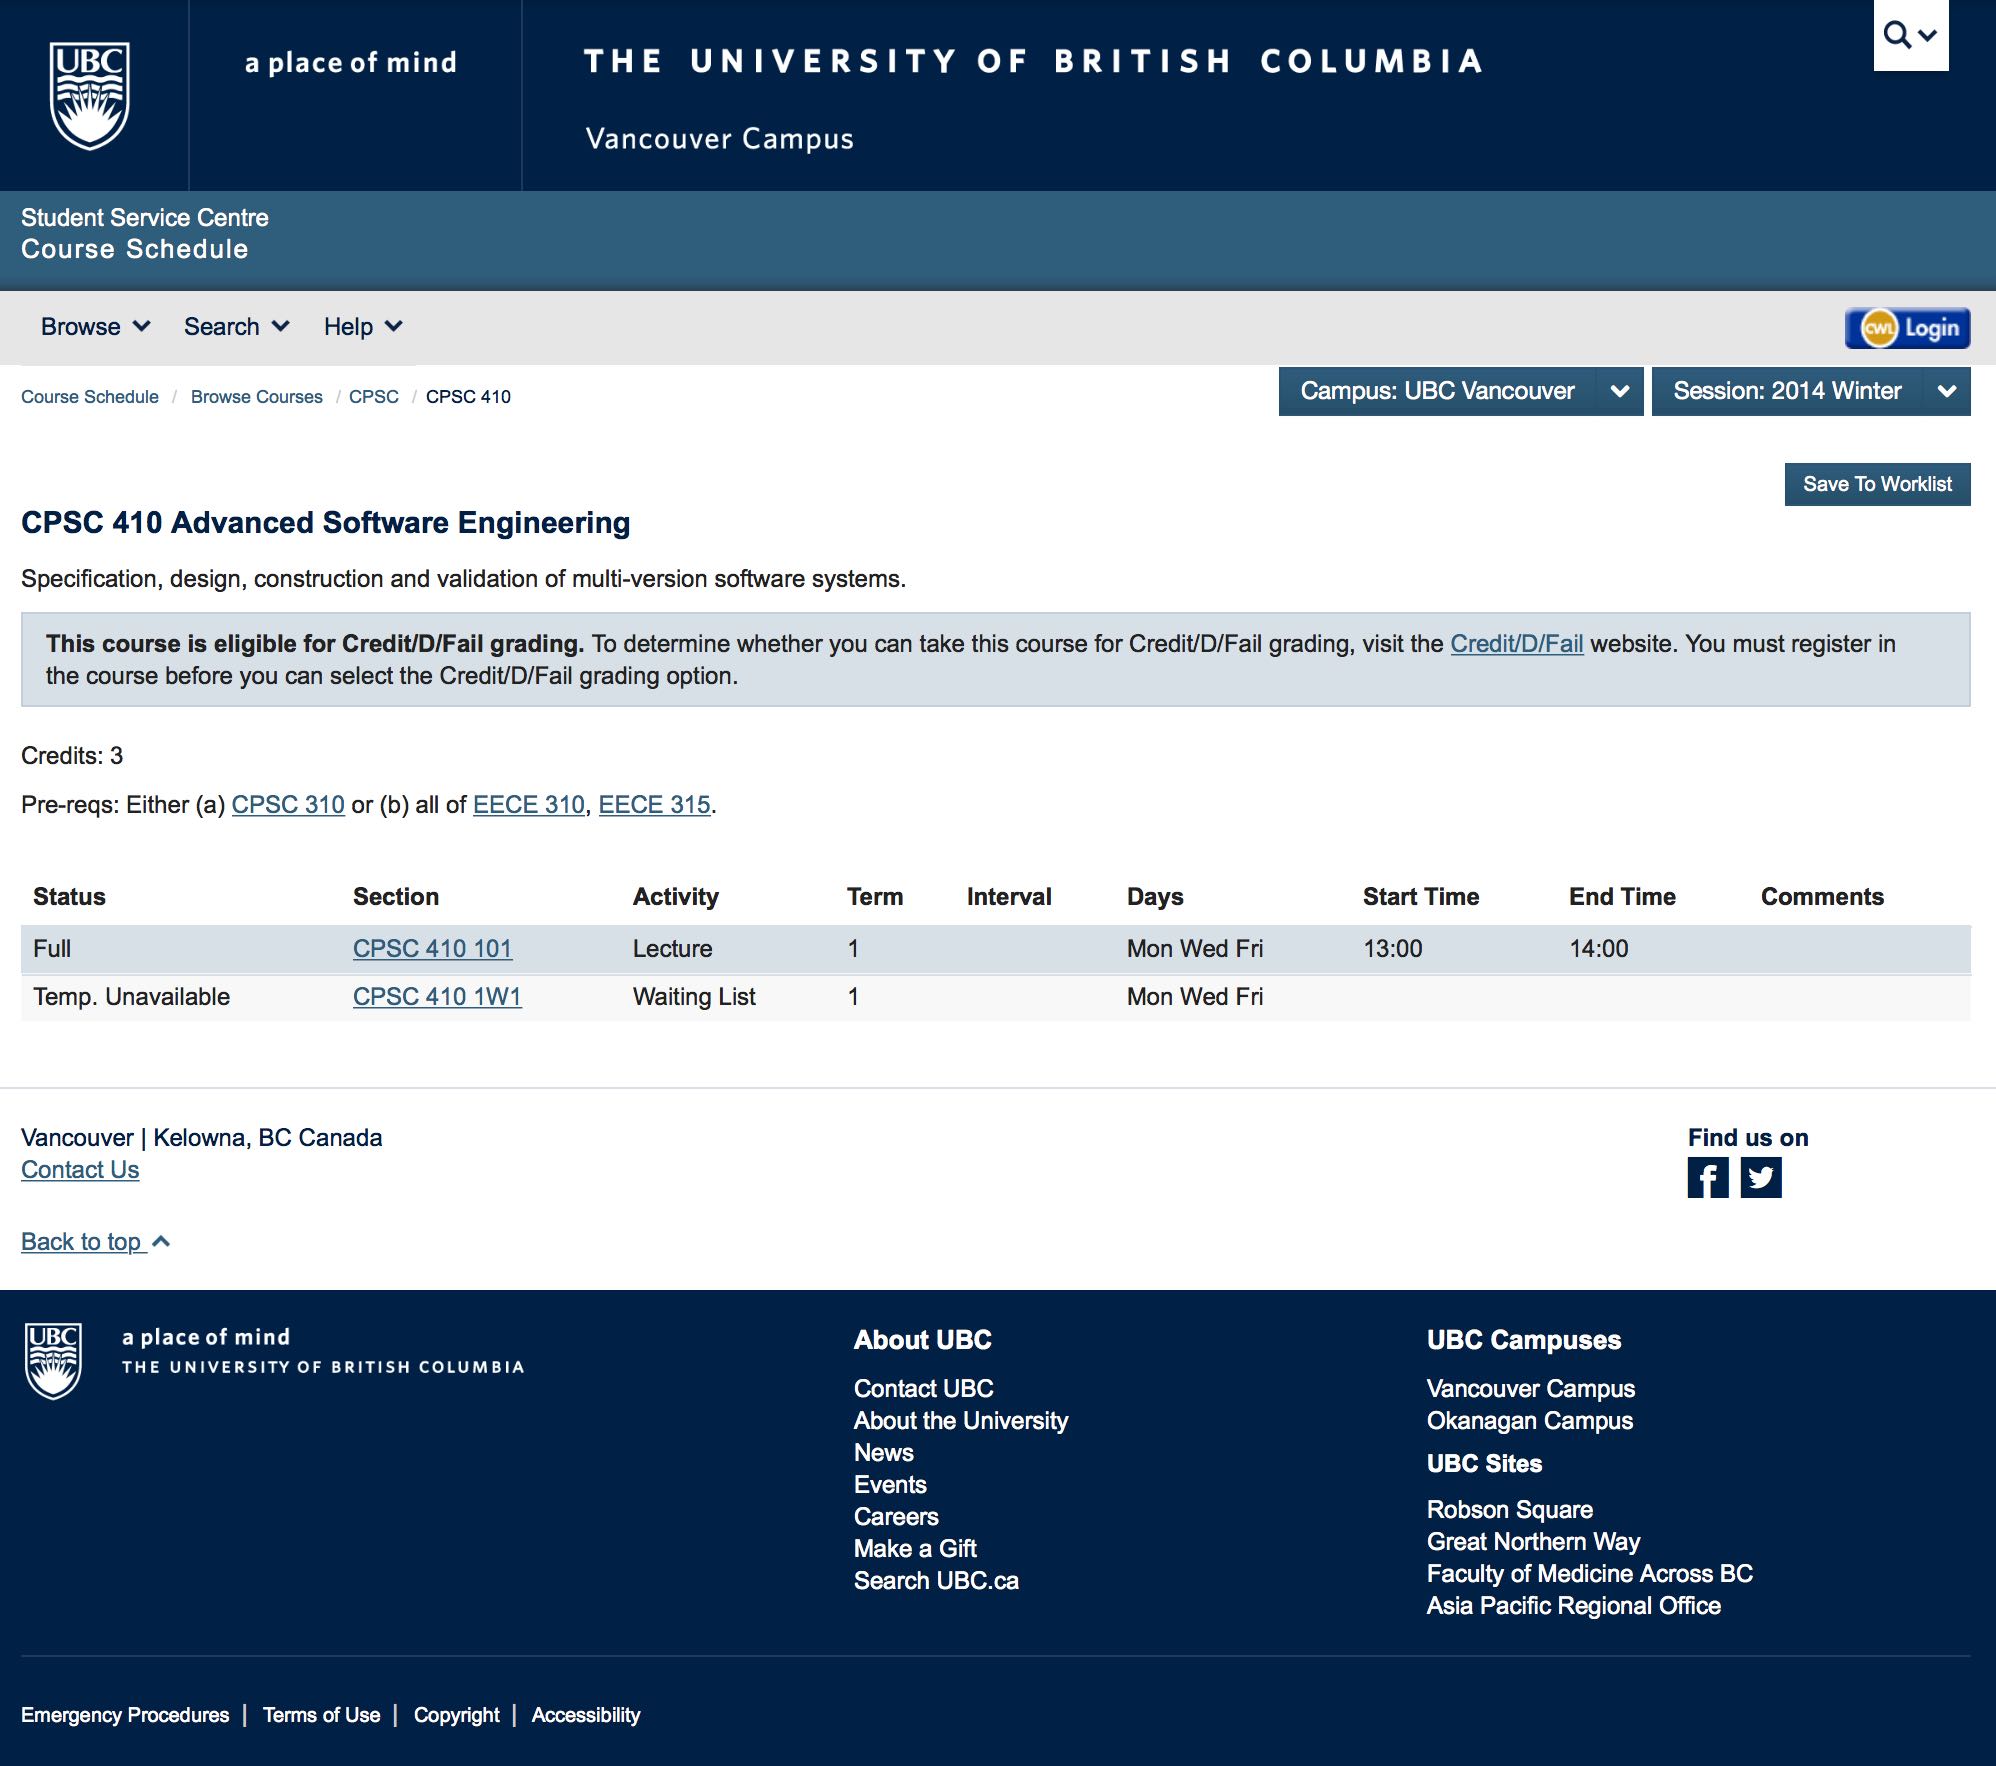 UBC
a place of mind
THE UNIVERSITY OF BRITISH COLUMBIA
Vancouver Campus
Student Service Centre
Course Schedule
Browse Search Help
CWL Login
Course Schedule / Browse Courses / CPSC / CPSC 410
Campus: UBC Vancouver
Session: 2014 Winter
Save To Worklist
CPSC 410 Advanced Software Engineering
Specification, design, construction and validation of multi-version software systems.
This course is eligible for Credit/D/Fail grading. To determine whether you can take this course for Credit/D/Fail grading, visit the Credit/D/Fail website. You must register in
the course before you can select the Credit/D/Fail grading option.
Credits: 3
Pre-reqs: Either (a) CPSC 310 or (b) all of EECE 310, EECE 315.
Status Section Activity Term Interval Days Start Time End Time Comments
Full CPSC 410 101 Lecture 1 Mon Wed Fri 13:00 14:00
Temp. Unavailable CPSC 410 1W1 Waiting List 1 Mon Wed Fri
Vancouver | Kelowna, BC Canada
Contact Us
Find us on
Back to top
UBC
a place of mind
THE UNIVERSITY OF BRITISH COLUMBIA
About UBC
Contact UBC
About the University
News
Events
Careers
Make a Gift
Search UBC.ca
UBC Campuses
Vancouver Campus
Okanagan Campus
UBC Sites
Robson Square
Great Northern Way
Faculty of Medicine Across BC
Asia Pacific Regional Office
Emergency Procedures | Terms of Use | Copyright | Accessibility